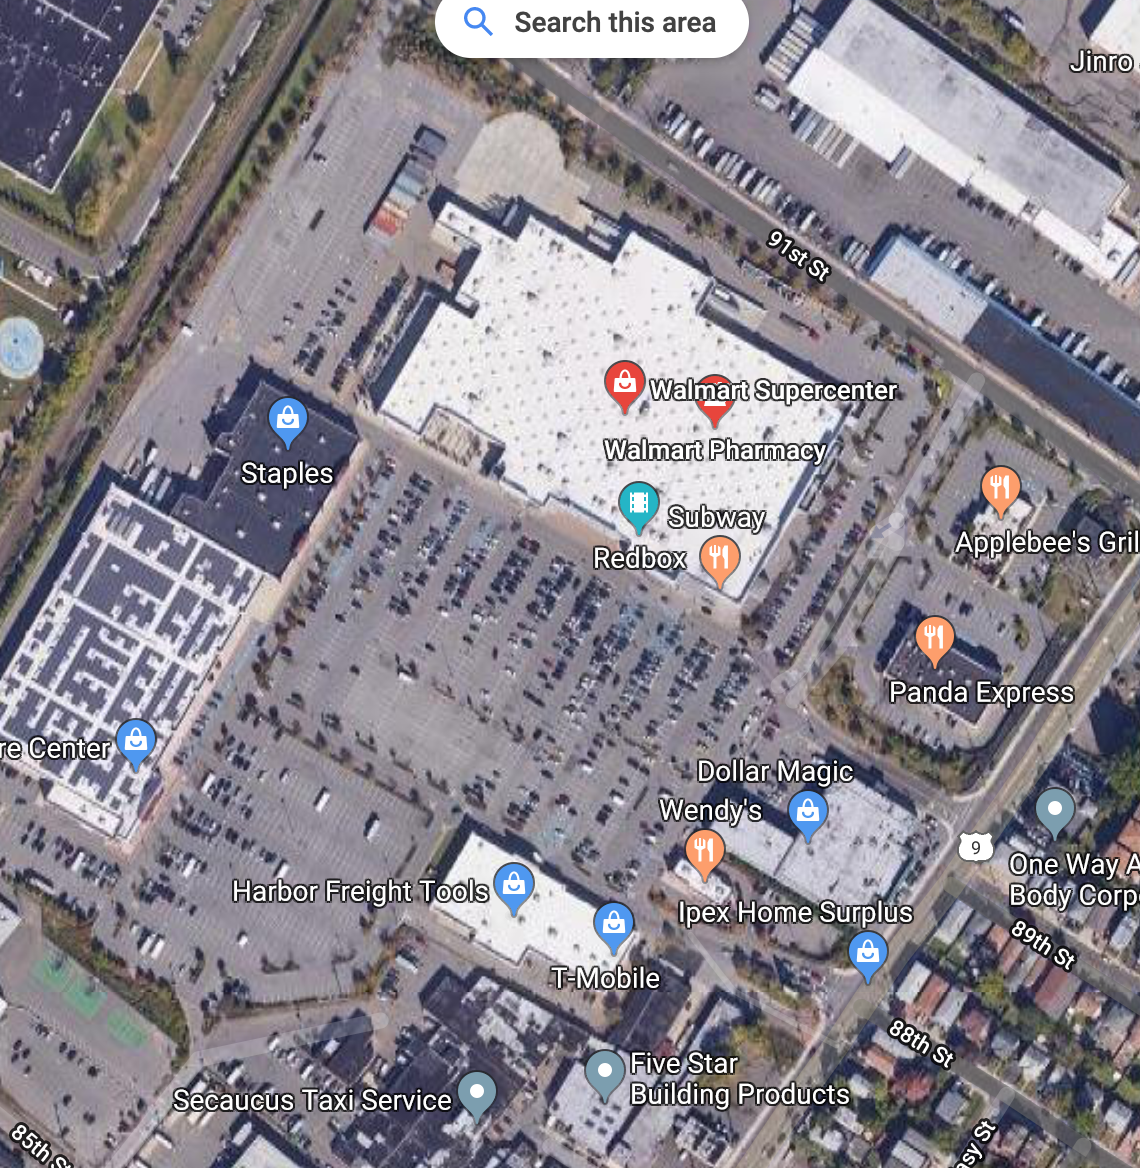 Search this area
Jinro
91st St
Walmart Supercenter
Walmart Pharmacy
Staples
Subway
Redbox
Applebee's Gril
Panda Express
re Center
Dollar Magic
Wendy's
9
One Way A
Body Corp
Harbor Freight Tools
Ipex Home Surplus
89th St
T-Mobile
88th St
Five Star
Building Products
Secaucus Taxi Service
85th St
sy St